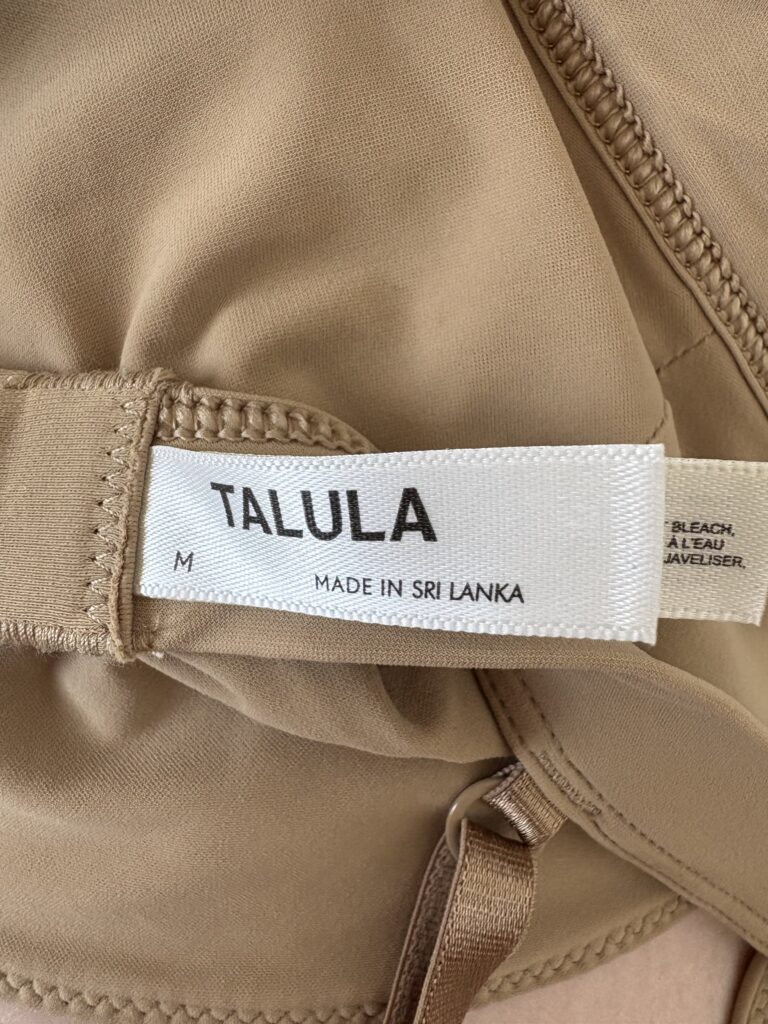 TALULA
M
MADE IN SRI LANKA
BLEACH,
À L'EAU
JAVELISER,